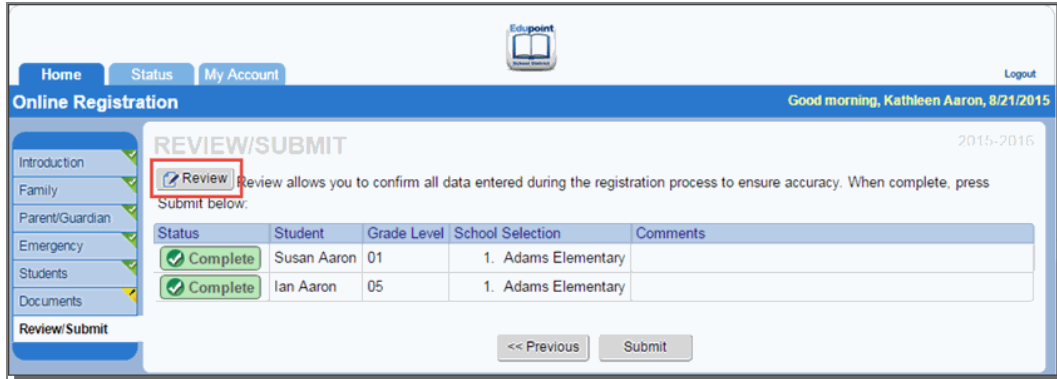 Edupoint
School District
Home
Status
My Account
Logout
Online Registration
Good morning, Kathleen Aaron, 8/21/2015
Introduction
Family
Parent/Guardian
Emergency
Students
Documents
Review/Submit
REVIEW/SUBMIT
2015-2016
Review Review allows you to confirm all data entered during the registration process to ensure accuracy. When complete, press
Submit below:
Status Student Grade Level School Selection Comments
Complete Susan Aaron 01 1. Adams Elementary
Complete Ian Aaron 05 1. Adams Elementary
<< Previous
Submit